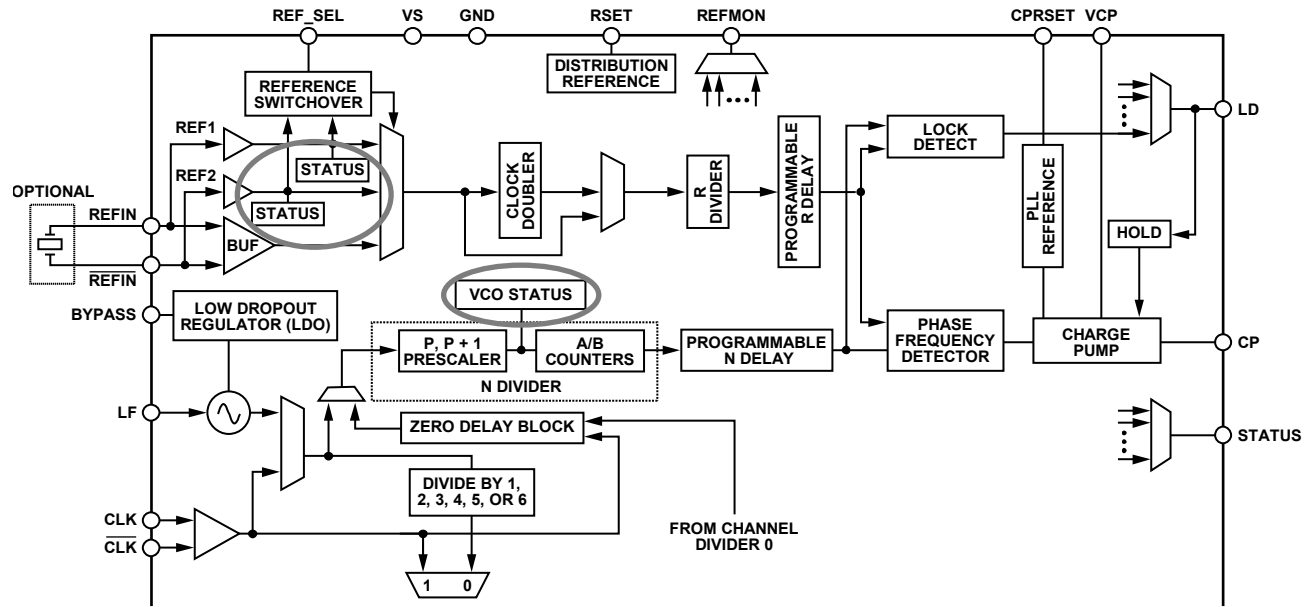 REF_SEL
VS
GND
RSET
REFMON
CPRSET
VCP
DISTRIBUTION
REFERENCE
REFERENCE
SWITCHOVER
REF1
STATUS
REF2
STATUS
BUF
OPTIONAL
REFIN
REFIN
BYPASS
LF
CLK
CLK
CLOCK
DOUBLER
R
DIVIDER
PROGRAMMABLE
R DELAY
LOCK
DETECT
PLL
REFERENCE
HOLD
LD
LOW DROPOUT
REGULATOR (LDO)
VCO STATUS
P, P + 1
PRESCALER
A/B
COUNTERS
N DIVIDER
PROGRAMMABLE
N DELAY
PHASE
FREQUENCY
DETECTOR
CHARGE
PUMP
CP
ZERO DELAY BLOCK
STATUS
DIVIDE BY 1,
2, 3, 4, 5, OR 6
FROM CHANNEL
DIVIDER 0
1 0